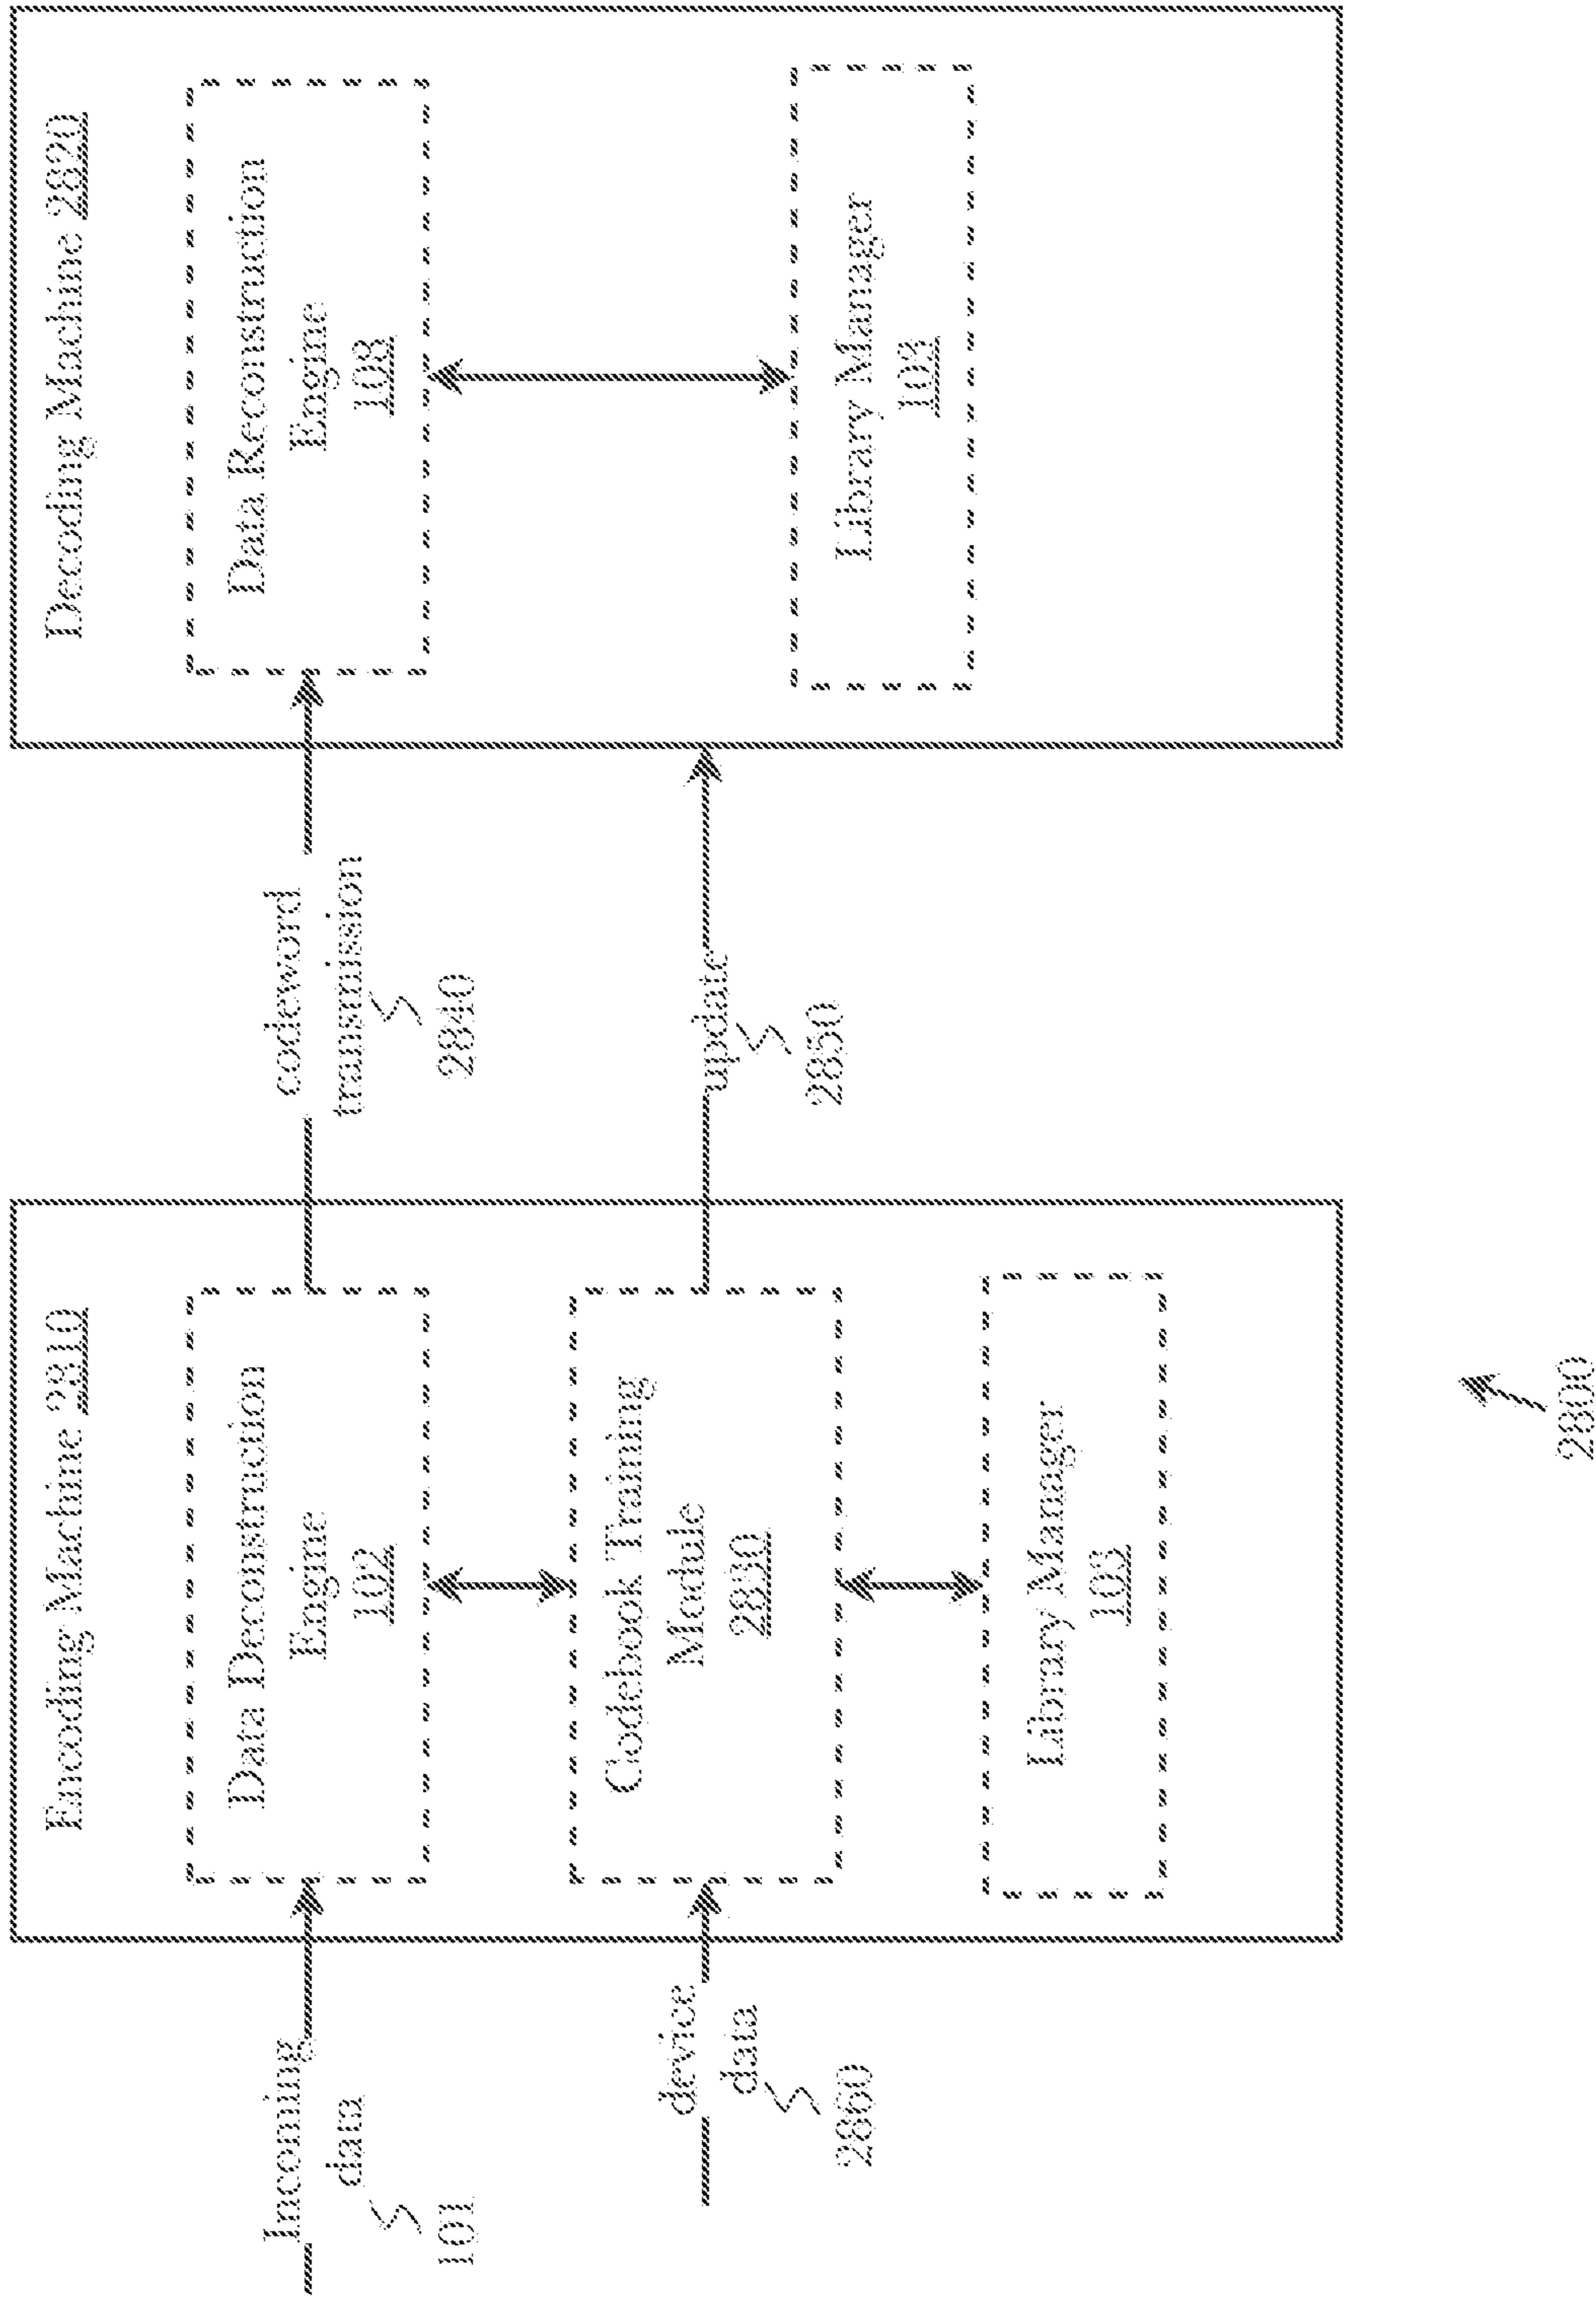 Encoding Machine 2810
Decoding Machine 2820
Incoming
data
101
Data Deconstruction
Engine
102
codeword
transmission
2840
Data Reconstruction
Engine
108
device
data
2860
Codebook Training
Module
2830
update
2850
Library Manager
103
Library Manager
103
2800